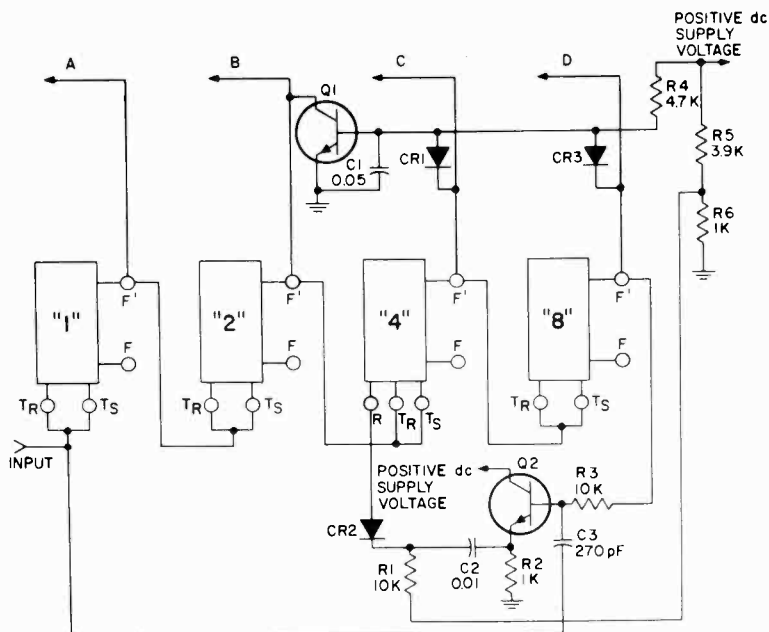 POSITIVE dc
SUPPLY
VOLTAGE
A
B
C
D
Q1
R4
4.7K
R5
3.9K
C1
0.05
CR1
CR3
R6
1K
"1"
F'
F
TR
TS
"2"
F'
F
TR
TS
"4"
F'
F
R
TR
TS
"8"
F'
F
TR
TS
INPUT
POSITIVE dc
SUPPLY
VOLTAGE
Q2
R3
10K
C3
270pF
CR2
R1
10K
C2
0.01
R2
1K